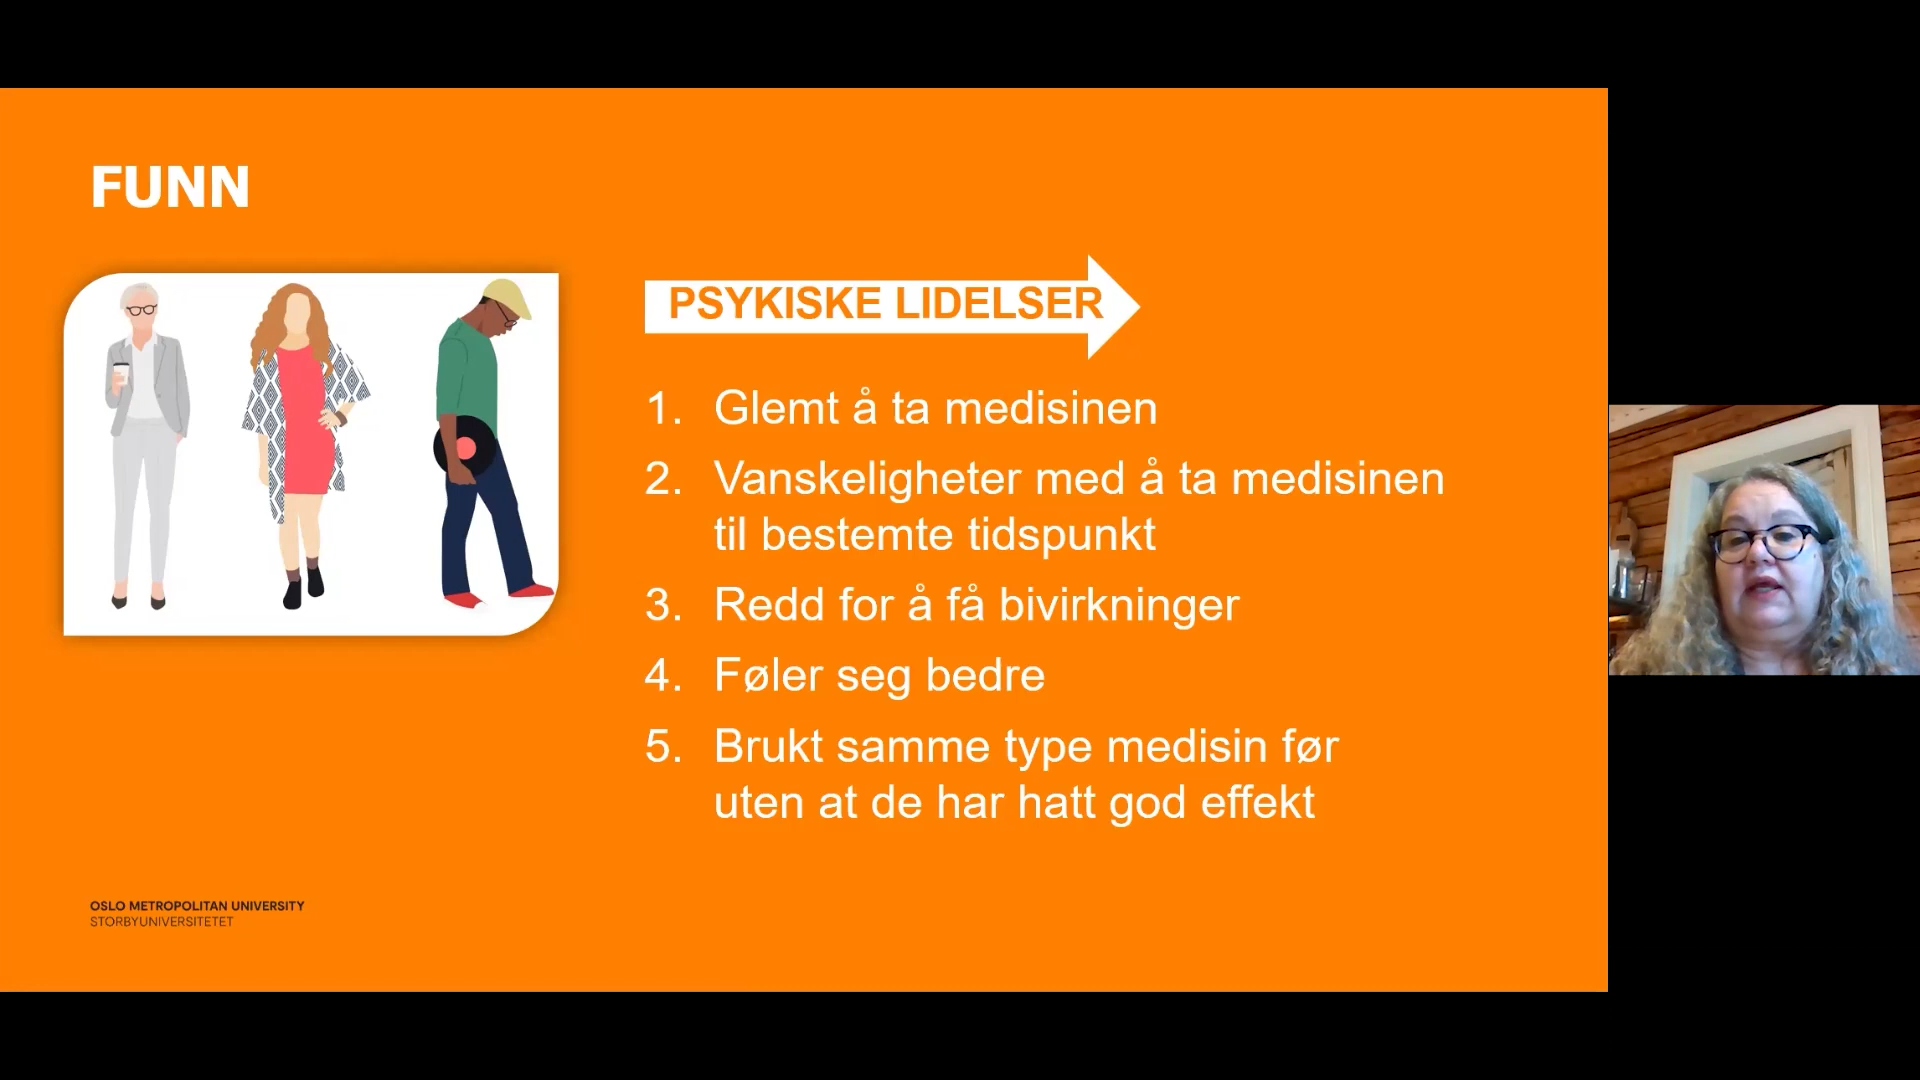 FUNN
PSYKISKE LIDELSER
1. Glemt å ta medisinen
2. Vanskeligheter med å ta medisinen
til bestemte tidspunkt
3. Redd for å få bivirkninger
4. Føler seg bedre
5. Brukt samme type medisin før
uten at de har hatt god effekt
OSLO METROPOLITAN UNIVERSITY
STORBYUNIVERSITETET